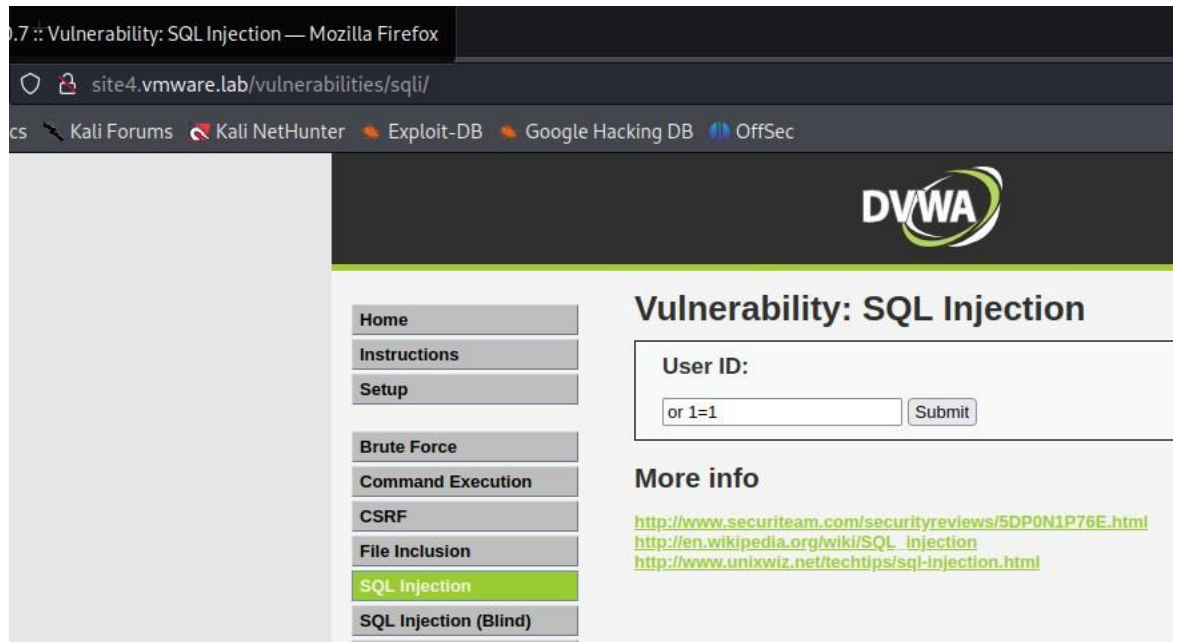 .7 :: Vulnerability: SQL Injection — Mozilla Firefox
site4.vmware.lab/vulnerabilities/sqli/
cs Kali Forums Kali NetHunter Exploit-DB Google Hacking DB OffSec
DVWA
Home
Instructions
Setup
Brute Force
Command Execution
CSRF
File Inclusion
SQL Injection
SQL Injection (Blind)
Vulnerability: SQL Injection
User ID:
or 1=1 Submit
More info
http://www.securiteam.com/securityreviews/5DP0N1P76E.html
http://en.wikipedia.org/wiki/SQL_injection
http://www.unixwiz.net/techtips/sql-injection.html